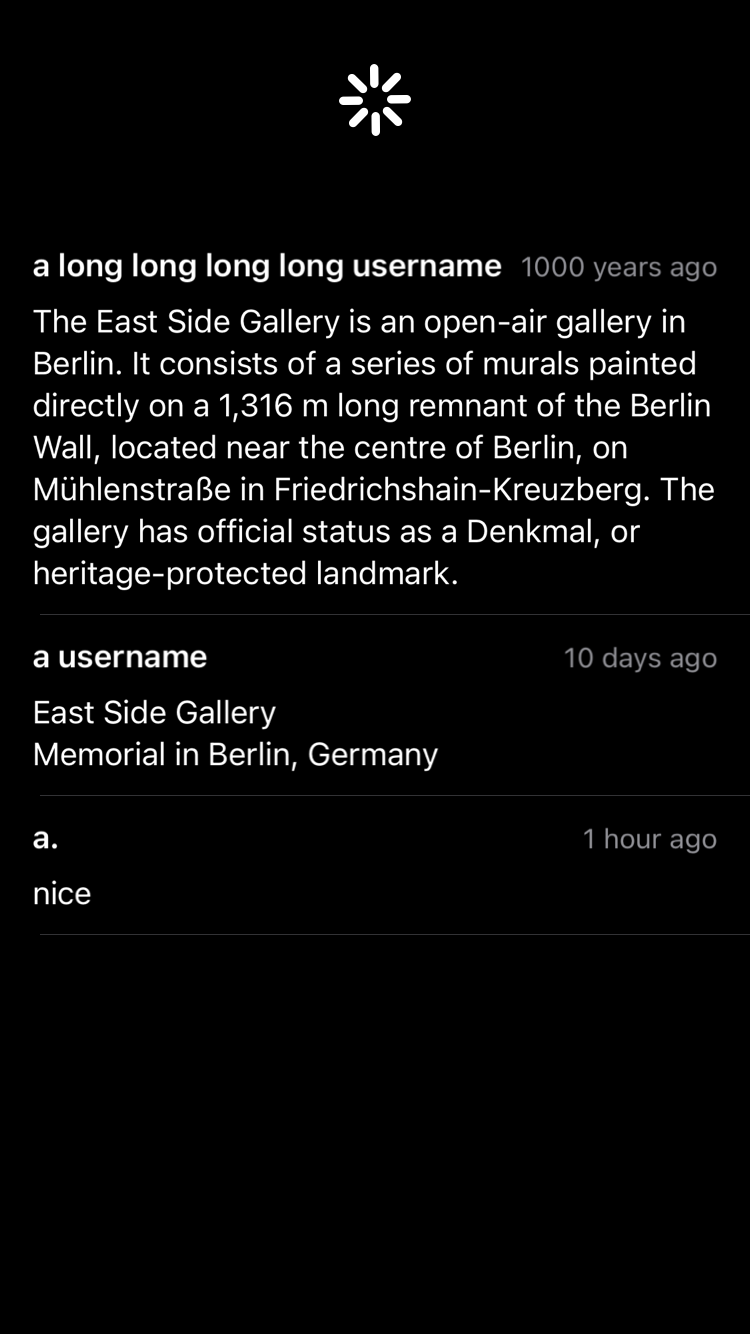 a long long long long username 1000 years ago
The East Side Gallery is an open-air gallery in
Berlin. It consists of a series of murals painted
directly on a 1,316 m long remnant of the Berlin
Wall, located near the centre of Berlin, on
Mühlenstraße in Friedrichshain-Kreuzberg. The
gallery has official status as a Denkmal, or
heritage-protected landmark.
a username 10 days ago
East Side Gallery
Memorial in Berlin, Germany
a. 1 hour ago
nice